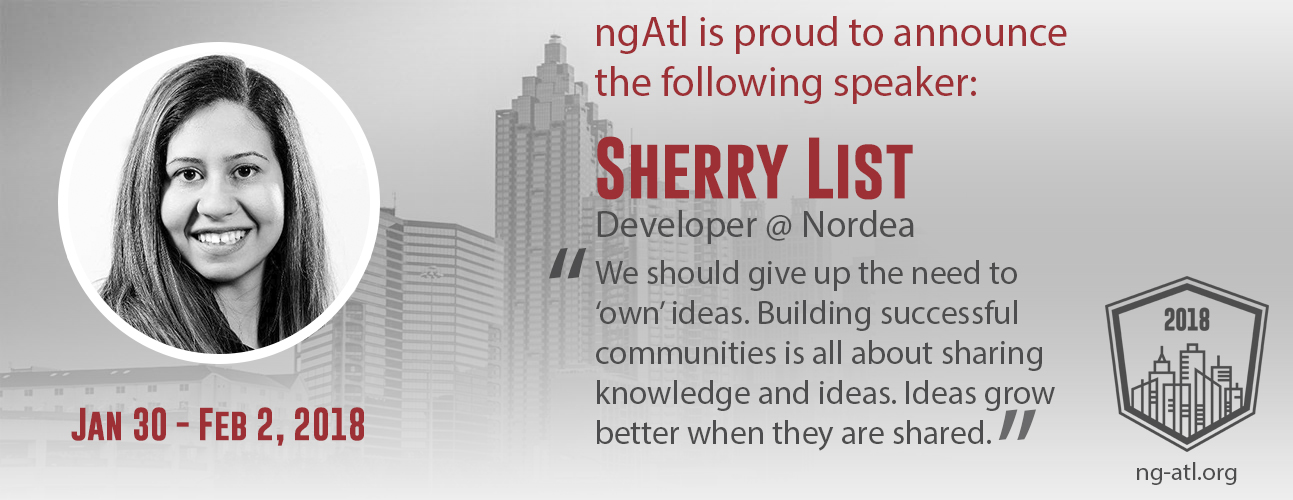 ngAtl is proud to announce
the following speaker:
SHERRY LIST
Developer @ Nordea
“ We should give up the need to
‘own’ ideas. Building successful
communities is all about sharing
knowledge and ideas. Ideas grow
better when they are shared. ”
JAN 30 - FEB 2, 2018
2018
ng-atl.org